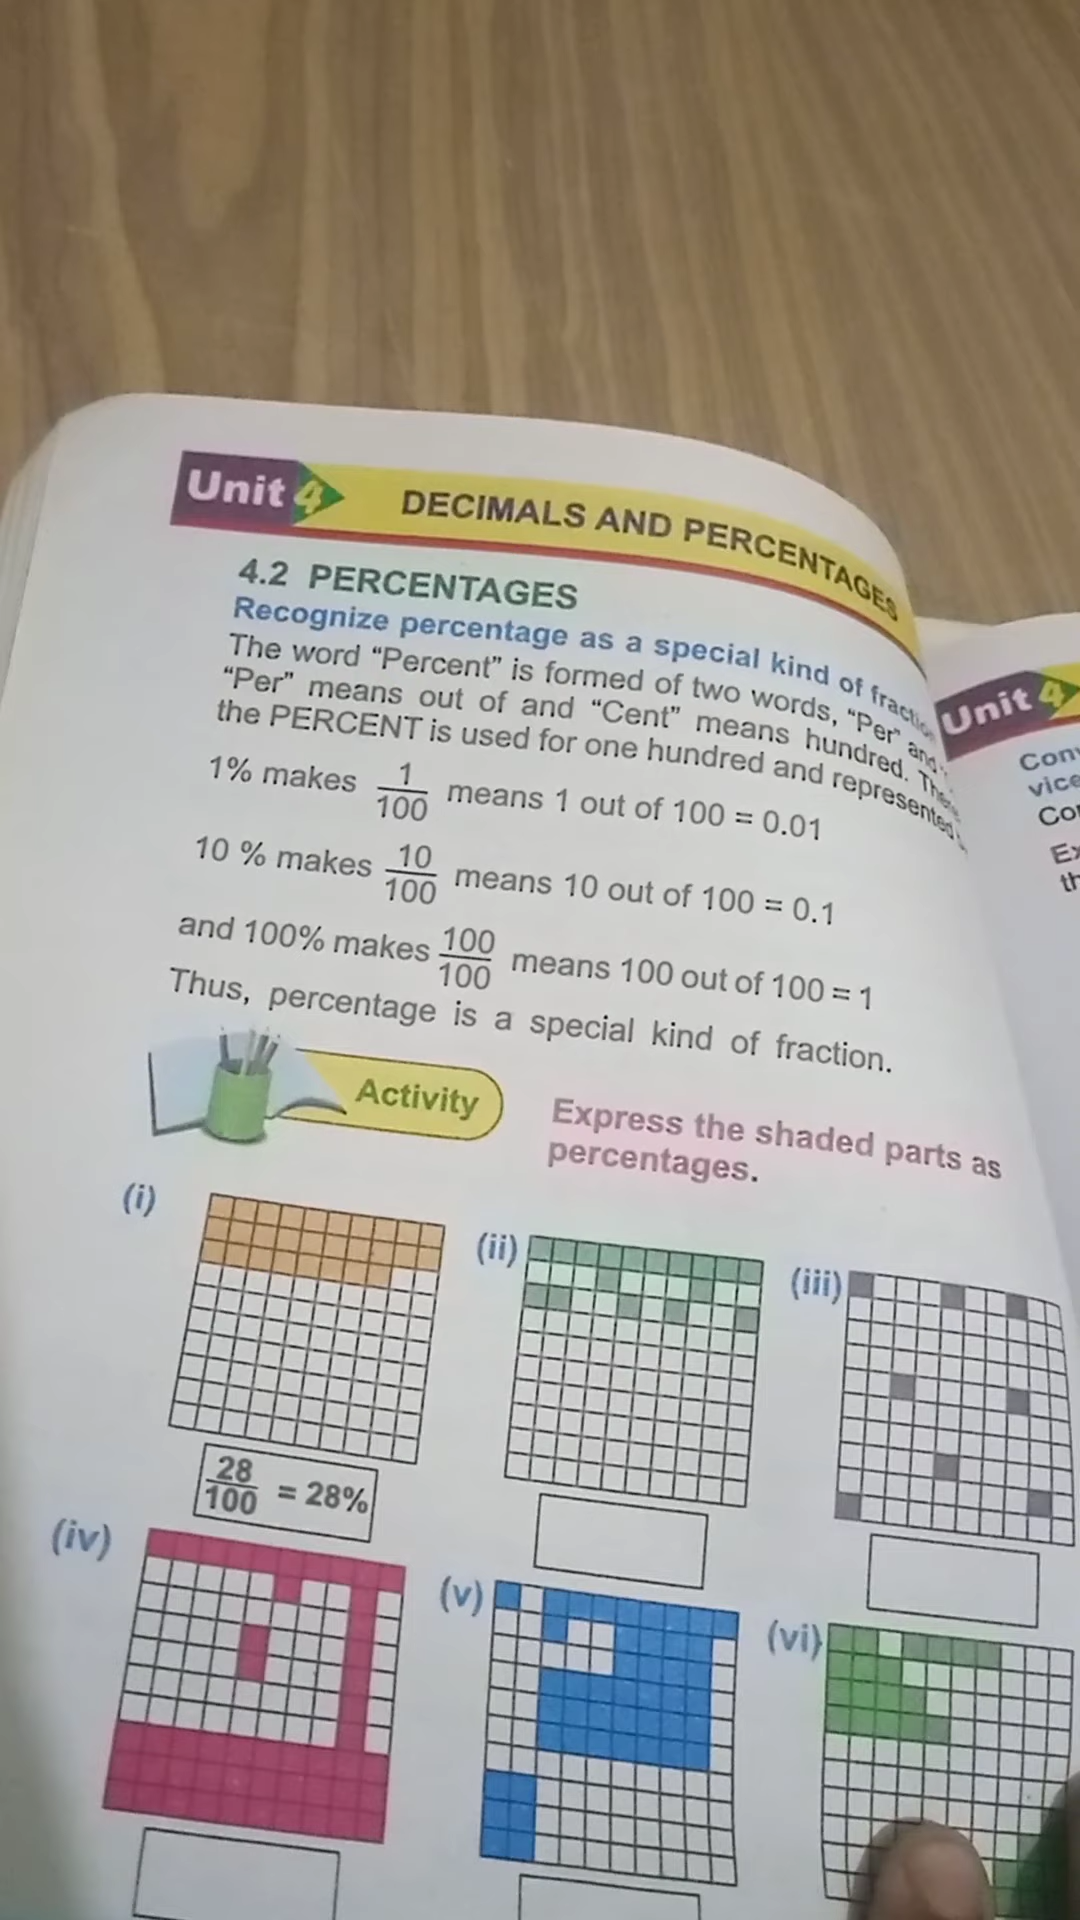 Unit 4
DECIMALS AND PERCENTAGES
4.2 PERCENTAGES
Recognize percentage as a special kind of
The word “Percent” is formed of two words, “Per” and
“Per” means out of and “Cent” means hundred.
the PERCENT is used for one hundred and represented
1% makes 1/100 means 1 out of 100 = 0.01
10 % makes 10/100 means 10 out of 100 = 0.1
and 100% makes 100/100 means 100 out of 100 = 1
Thus, percentage is a special kind of fraction.
Activity
Express the shaded parts as
percentages.
(i)
(ii)
(iii)
28/100 = 28%
(iv)
(v)
(vi)
Unit 4